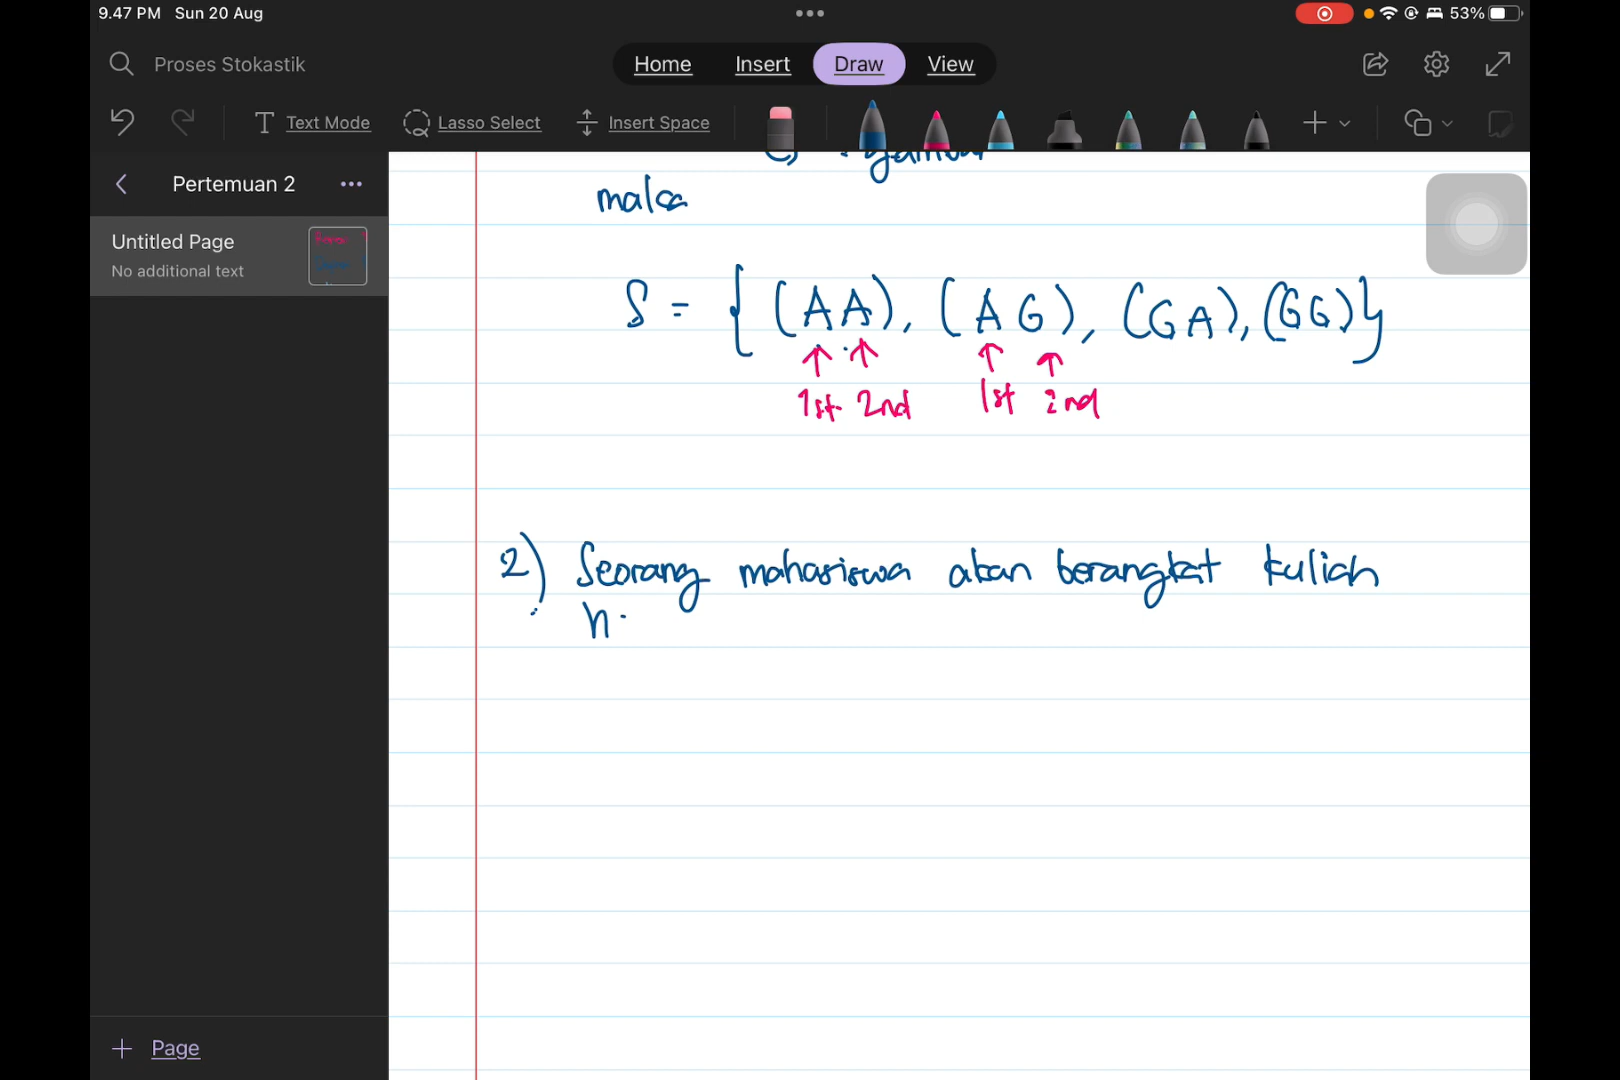 9.47 PM Sun 20 Aug
53%
Proses Stokastik
Home Insert Draw View
Text Mode Lasso Select Insert Space
Pertemuan 2
Untitled Page
No additional text
maka
S = { (AA), (AG), (GA), (GG) }
1st 2nd 1st 2nd
2) Seorang mahasiswa akan berangkat kuliah
Page